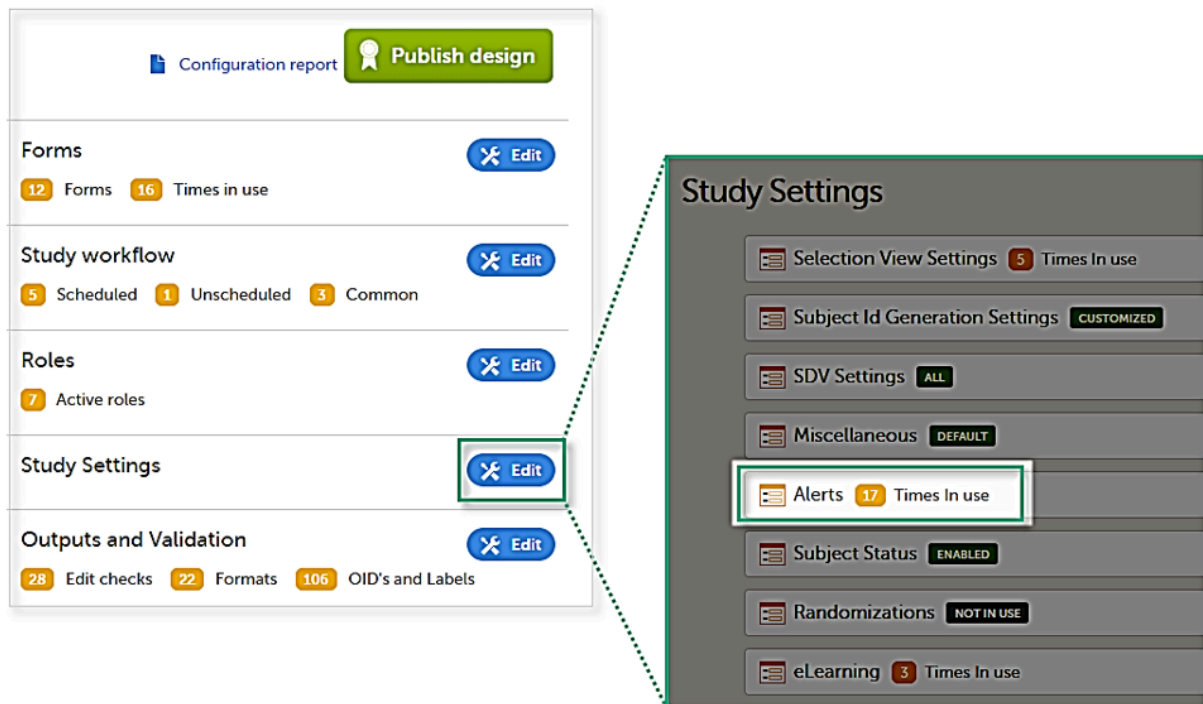 Configuration report Publish design
Forms Edit
12 Forms 16 Times in use
Study workflow Edit
5 Scheduled 1 Unscheduled 3 Common
Roles Edit
7 Active roles
Study Settings Edit
Outputs and Validation Edit
28 Edit checks 22 Formats 106 OID's and Labels
Study Settings
Selection View Settings 5 Times In use
Subject Id Generation Settings CUSTOMIZED
SDV Settings ALL
Miscellaneous DEFAULT
Alerts 17 Times In use
Subject Status ENABLED
Randomizations NOT IN USE
eLearning 3 Times In use